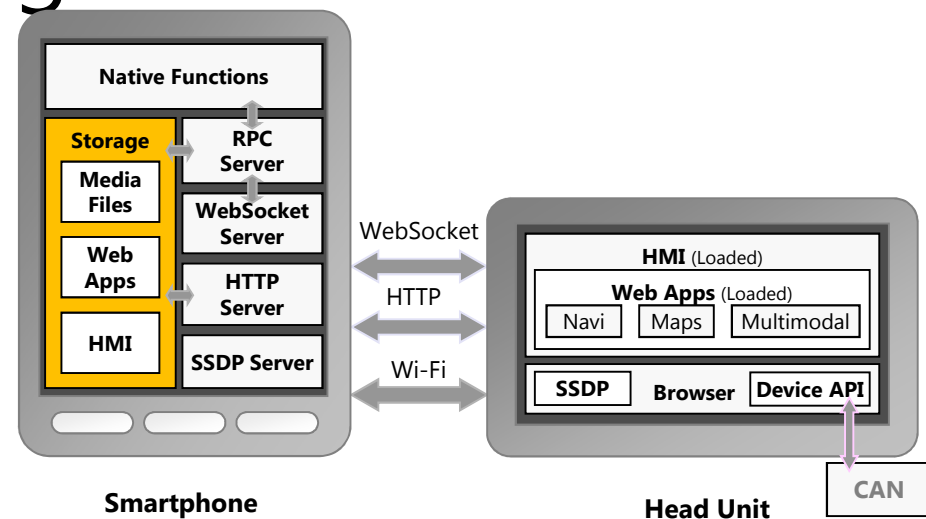 Native Functions
Storage
Media
Files
Web
Apps
HMI
RPC
Server
WebSocket
Server
HTTP
Server
SSDP Server
Smartphone
WebSocket
HTTP
Wi-Fi
HMI (Loaded)
Web Apps (Loaded)
Navi Maps Multimodal
SSDP Browser Device API
CAN
Head Unit